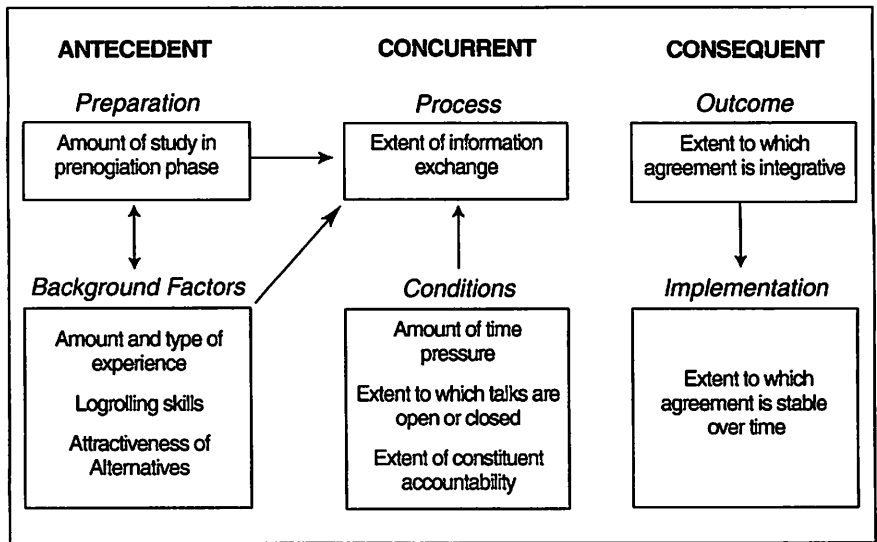 ANTECEDENT
Preparation
Amount of study in
prenogiation phase
Background Factors
Amount and type of
experience
Logrolling skills
Attractiveness of
Alternatives
CONCURRENT
Process
Extent of information
exchange
Conditions
Amount of time
pressure
Extent to which talks are
open or closed
Extent of constituent
accountability
CONSEQUENT
Outcome
Extent to which
agreement is integrative
Implementation
Extent to which
agreement is stable
over time